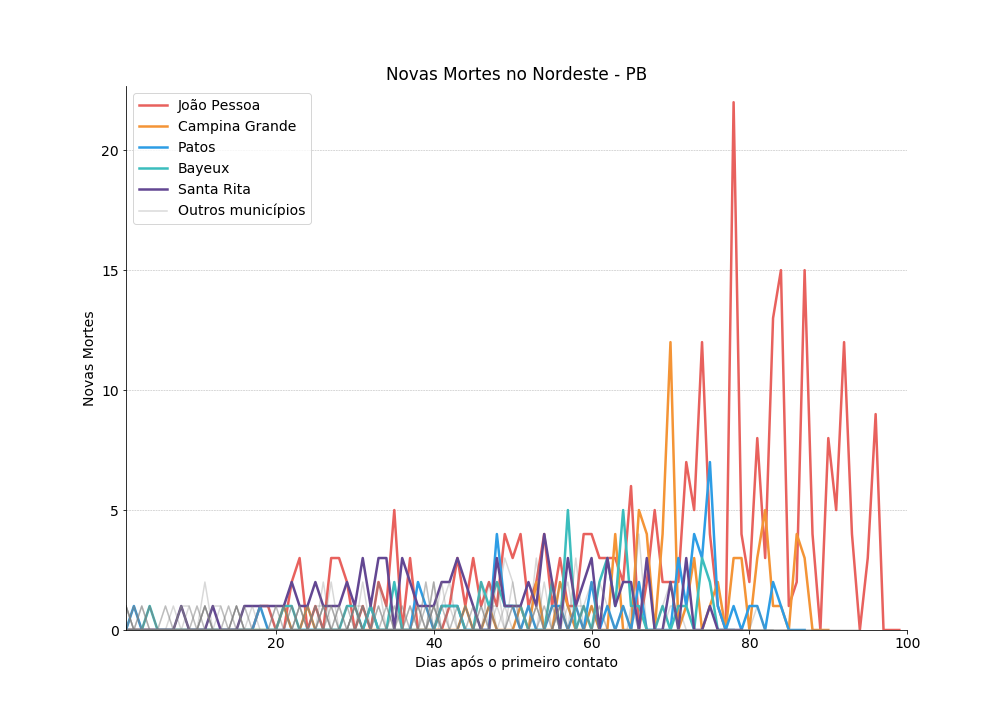 Novas Mortes no Nordeste - PB
João Pessoa
Campina Grande
Patos
Bayeux
Santa Rita
Outros municípios
Novas Mortes
20
15
10
5
0
20
40
60
80
100
Dias após o primeiro contato